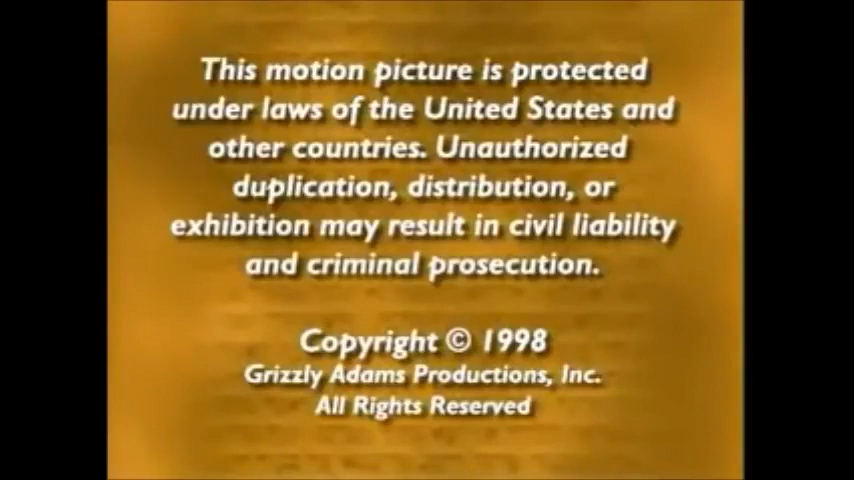 This motion picture is protected
under laws of the United States and
other countries. Unauthorized
duplication, distribution, or
exhibition may result in civil liability
and criminal prosecution.
Copyright © 1998
Grizzly Adams Productions, Inc.
All Rights Reserved